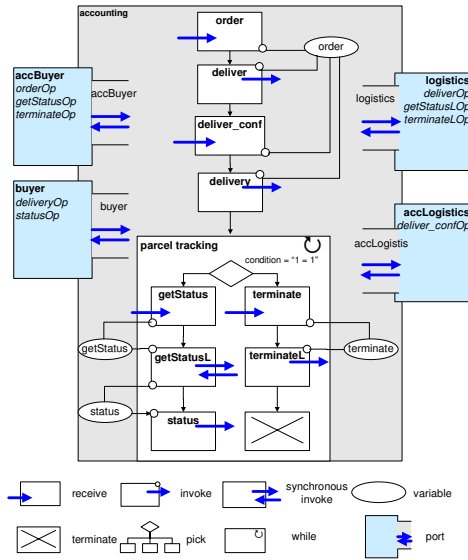 accounting
order
order
accBuyer
orderOp
getStatusOp
terminateOp
accBuyer
deliver
logistics
deliverOp
getStatusLOp
terminateLOp
logistics
deliver_conf
buyer
deliveryOp
statusOp
buyer
delivery
accLogistics
deliver_confOp
accLogistis
parcel tracking
condition = "1 = 1"
getStatus
terminate
getStatus
getStatusL
terminateL
terminate
status
status
receive
invoke
synchronous
invoke
variable
terminate
pick
while
port